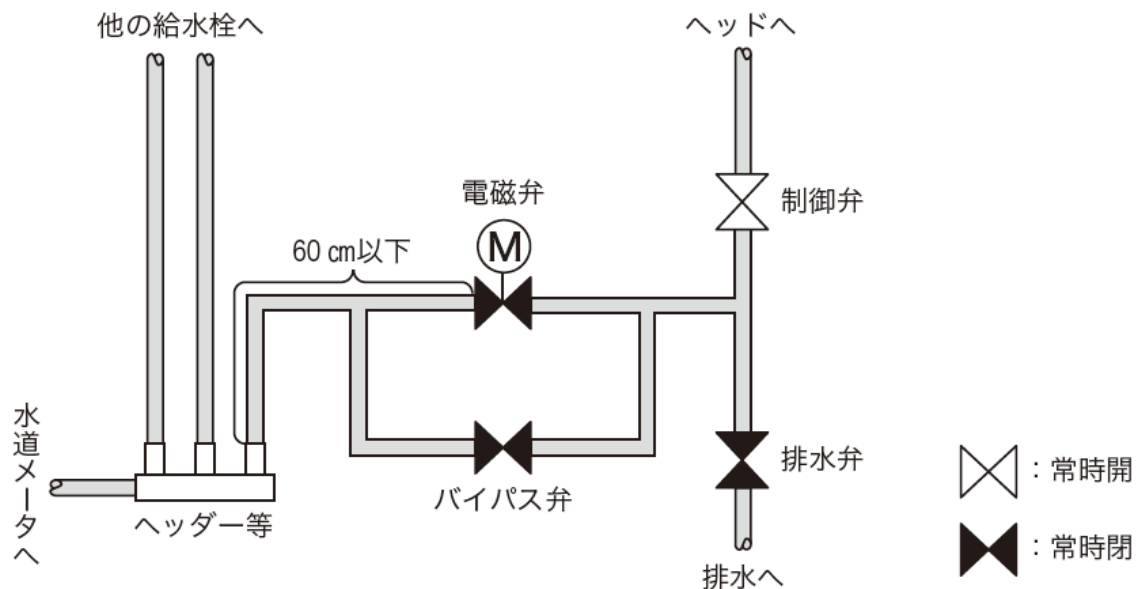 他の給水栓へ
ヘッドへ
電磁弁
M
制御弁
60 cm以下
水道メータへ
ヘッダー等
バイパス弁
排水弁
排水へ
：常時開
：常時閉